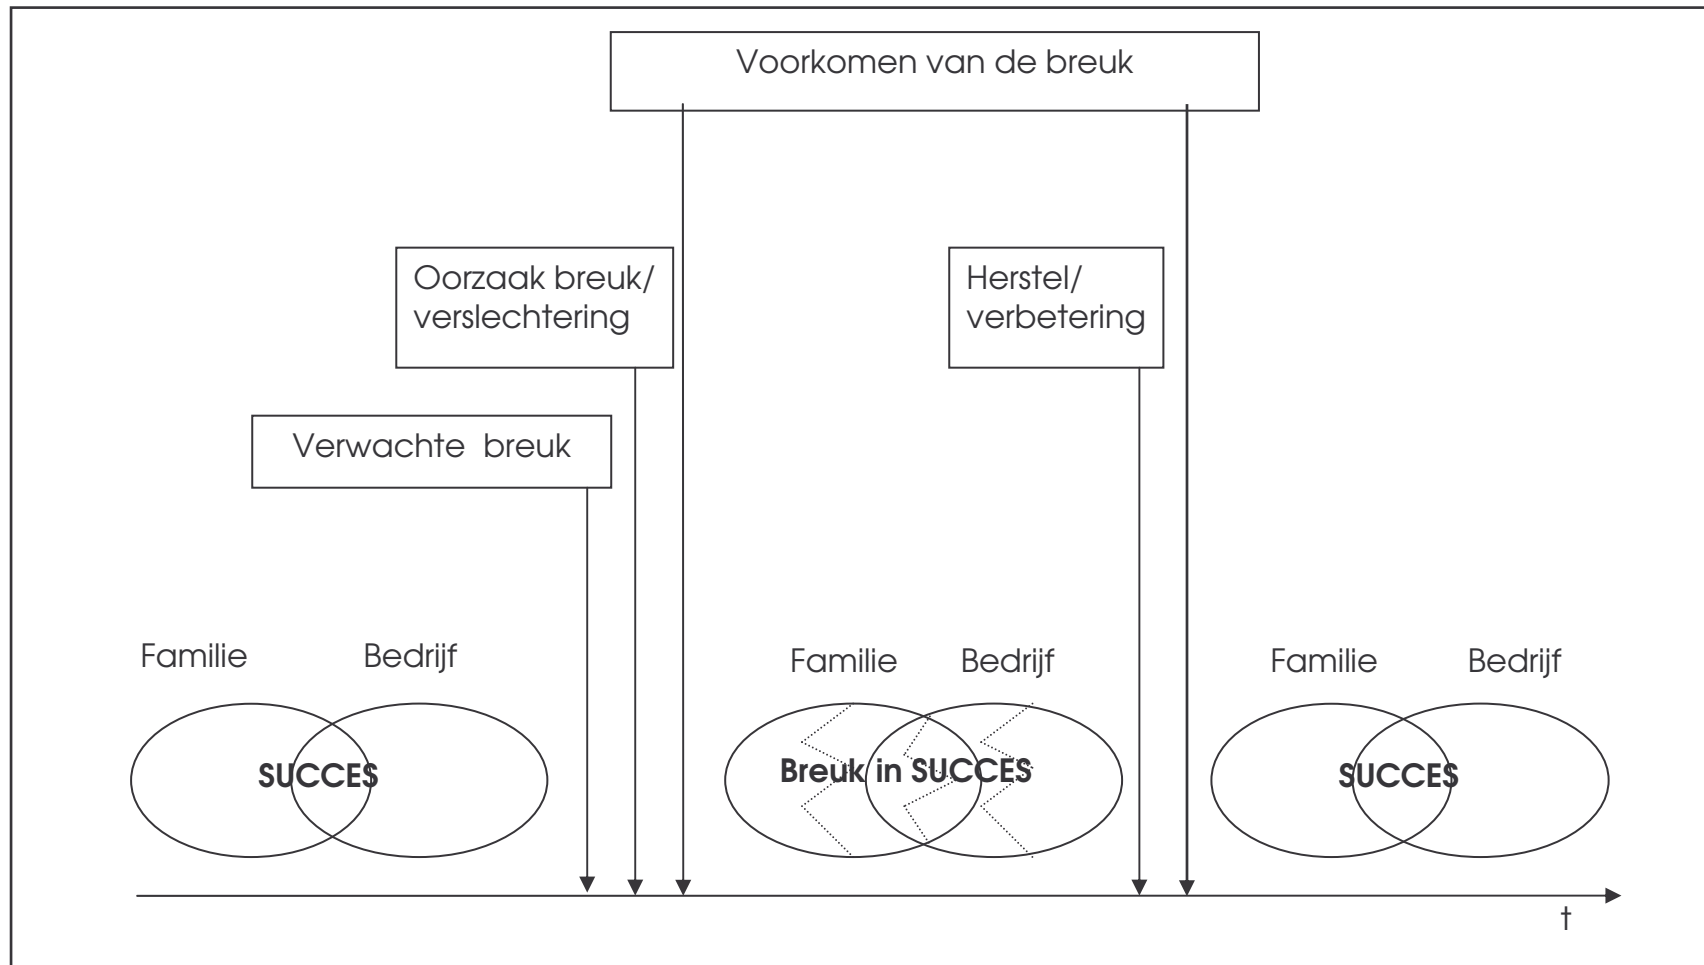 Voorkomen van de breuk
Oorzaak breuk/
verslechtering
Herstel/
verbetering
Verwachte breuk
Familie Bedrijf
Familie Bedrijf
Familie Bedrijf
SUCCES
Breuk in SUCCES
SUCCES
t